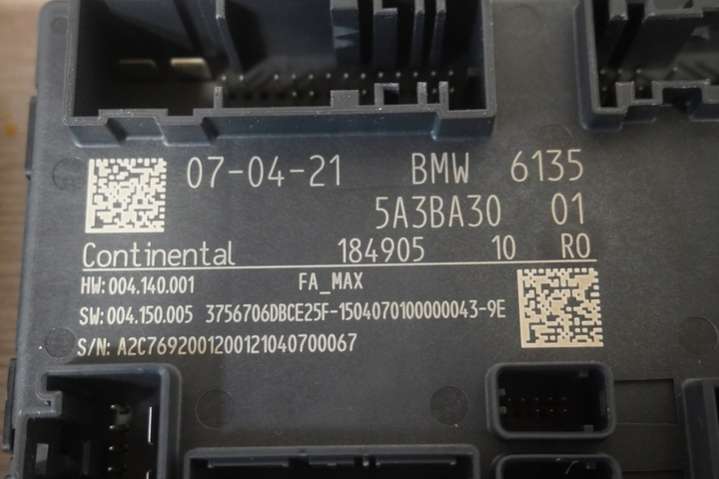 07-04-21 BMW 6135
5A3BA30 01
Continental 184905 10 R0
HW: 004.140.001 FA_MAX
SW: 004.150.005 3756706DBCE25F-1504070100000043-9E
S/N: A2C7692001200121040700067